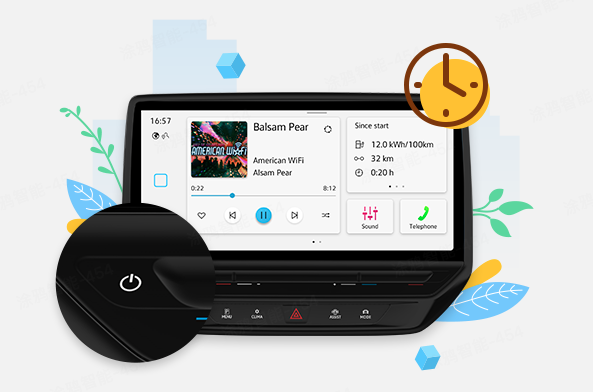 16:57
Balsam Pear
AMERICAN WiFi
American WiFi
Alsam Pear
0:22
8:12
Since start
12.0 kWh/100km
32 km
0:20 h
Sound
Telephone
MENU
CLIMA
ASSIST
MODE